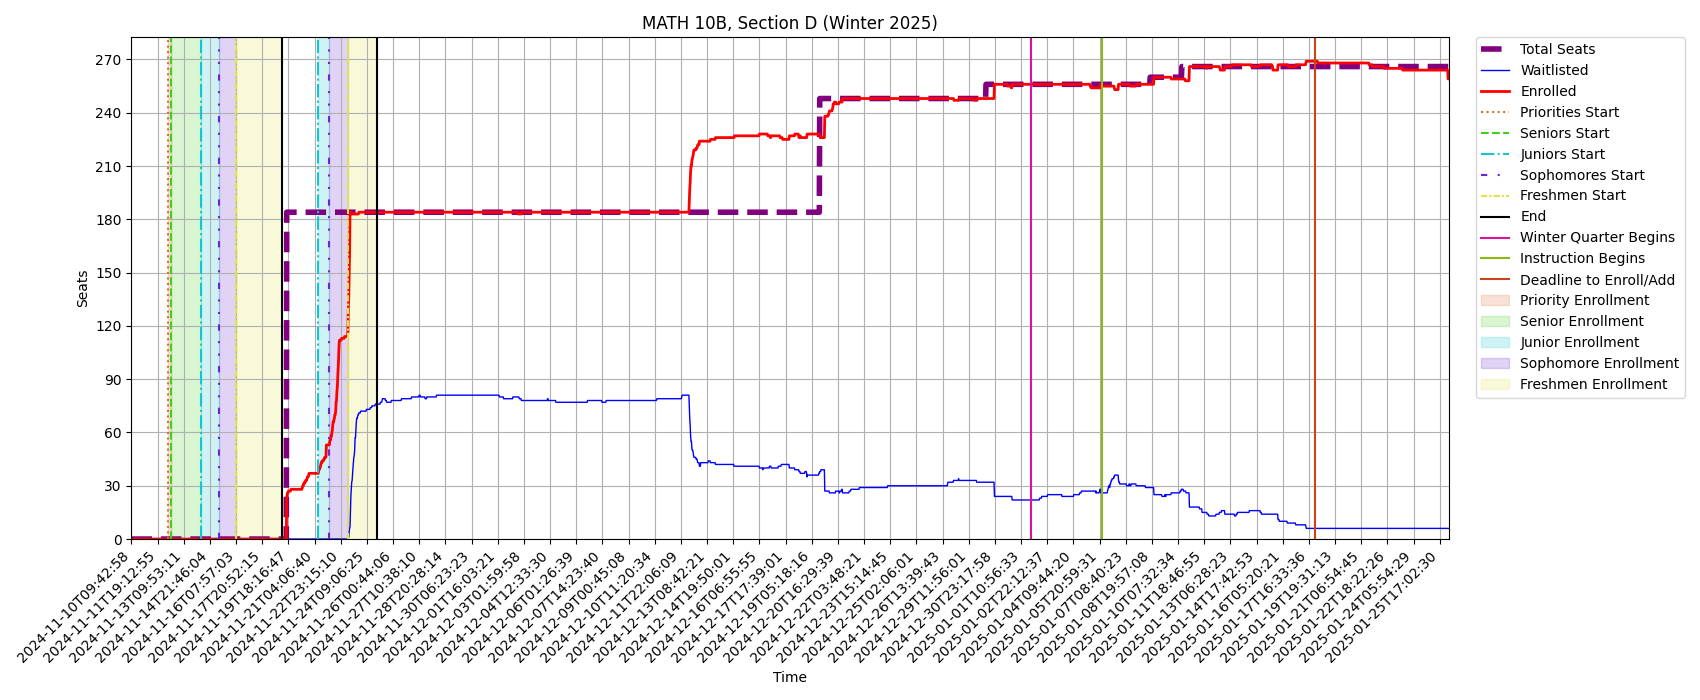 MATH 10B, Section D (Winter 2025)
Seats
270
240
210
180
150
120
90
60
30
0
2024-11-10T09:42:58
2024-11-11T19:12:55
2024-11-13T09:53:11
2024-11-14T21:46:04
2024-11-16T07:57:03
2024-11-17T20:52:15
2024-11-19T18:16:47
2024-11-21T04:06:40
2024-11-22T23:15:10
2024-11-24T09:06:25
2024-11-26T00:44:06
2024-11-27T10:38:10
2024-11-28T20:28:14
2024-11-30T06:23:23
2024-12-01T16:03:21
2024-12-03T01:59:58
2024-12-04T12:33:30
2024-12-06T01:26:39
2024-12-07T14:23:40
2024-12-09T00:45:08
2024-12-10T11:20:34
2024-12-11T22:06:09
2024-12-13T08:42:21
2024-12-14T19:50:01
2024-12-16T06:55:55
2024-12-17T17:39:01
2024-12-19T05:18:16
2024-12-20T16:29:39
2024-12-22T03:48:21
2024-12-23T15:14:45
2024-12-25T02:06:01
2024-12-26T13:39:43
2024-12-29T11:56:01
2024-12-30T23:17:58
2025-01-01T10:56:33
2025-01-02T22:12:37
2025-01-04T09:44:20
2025-01-05T20:59:31
2025-01-07T08:40:23
2025-01-08T19:57:08
2025-01-10T07:32:34
2025-01-11T18:46:55
2025-01-13T06:28:23
2025-01-14T17:42:53
2025-01-16T05:20:21
2025-01-17T16:33:36
2025-01-19T19:31:13
2025-01-21T06:54:45
2025-01-22T18:22:26
2025-01-24T05:54:29
2025-01-25T17:02:30
Time
Total Seats
Waitlisted
Enrolled
Priorities Start
Seniors Start
Juniors Start
Sophomores Start
Freshmen Start
End
Winter Quarter Begins
Instruction Begins
Deadline to Enroll/Add
Priority Enrollment
Senior Enrollment
Junior Enrollment
Sophomore Enrollment
Freshmen Enrollment